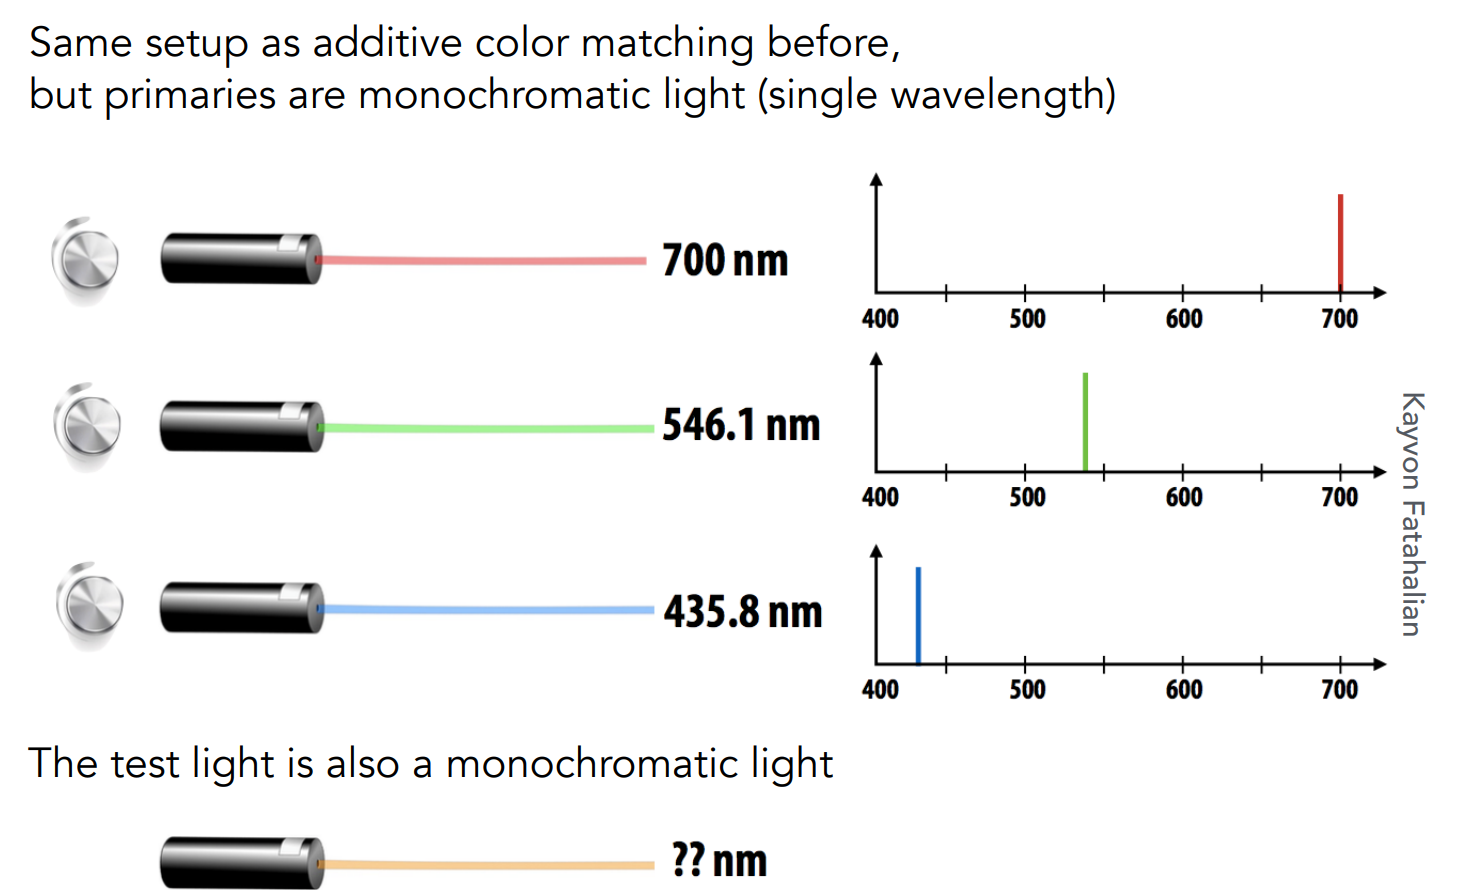 Same setup as additive color matching before,
but primaries are monochromatic light (single wavelength)
700 nm
400 500 600 700
546.1 nm
400 500 600 700
435.8 nm
400 500 600 700
Kayvon Fatahalian
The test light is also a monochromatic light
?? nm